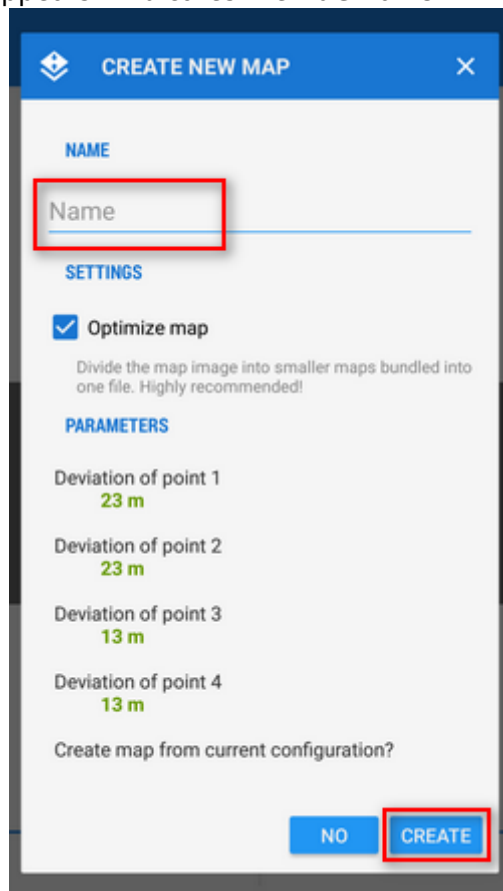 CREATE NEW MAP
NAME
Name
SETTINGS
Optimize map
Divide the map image into smaller maps bundled into
one file. Highly recommended!
PARAMETERS
Deviation of point 1
23 m
Deviation of point 2
23 m
Deviation of point 3
13 m
Deviation of point 4
13 m
Create map from current configuration?
NO CREATE